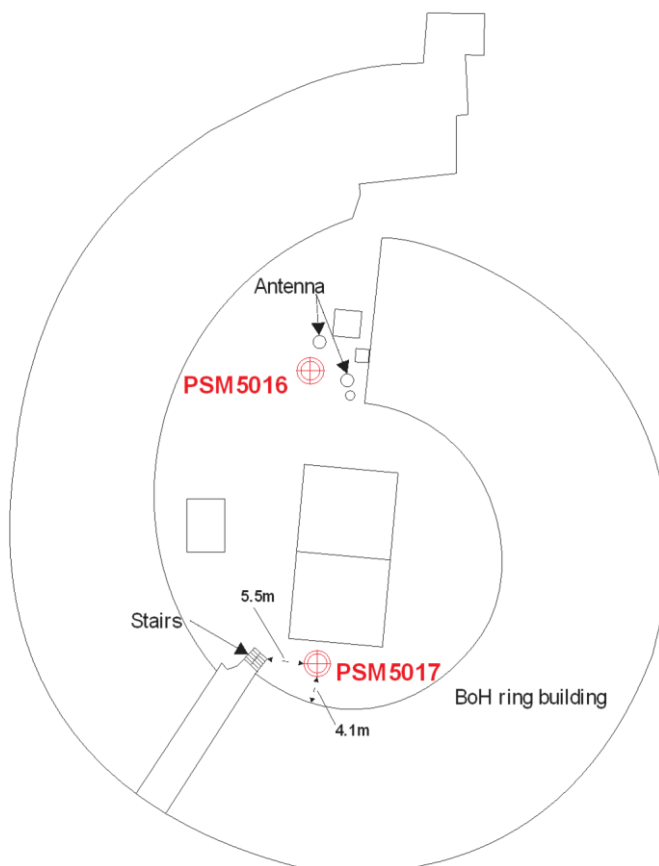 Antenna
PSM5016
5.5m
Stairs
PSM5017
BoH ring building
4.1m